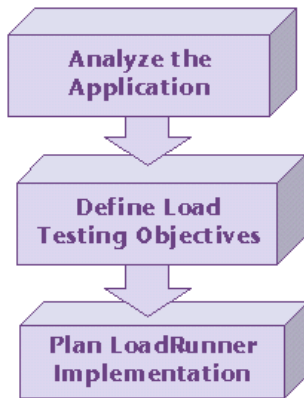 Analyze the
Application
Define Load
Testing Objectives
Plan LoadRunner
Implementation